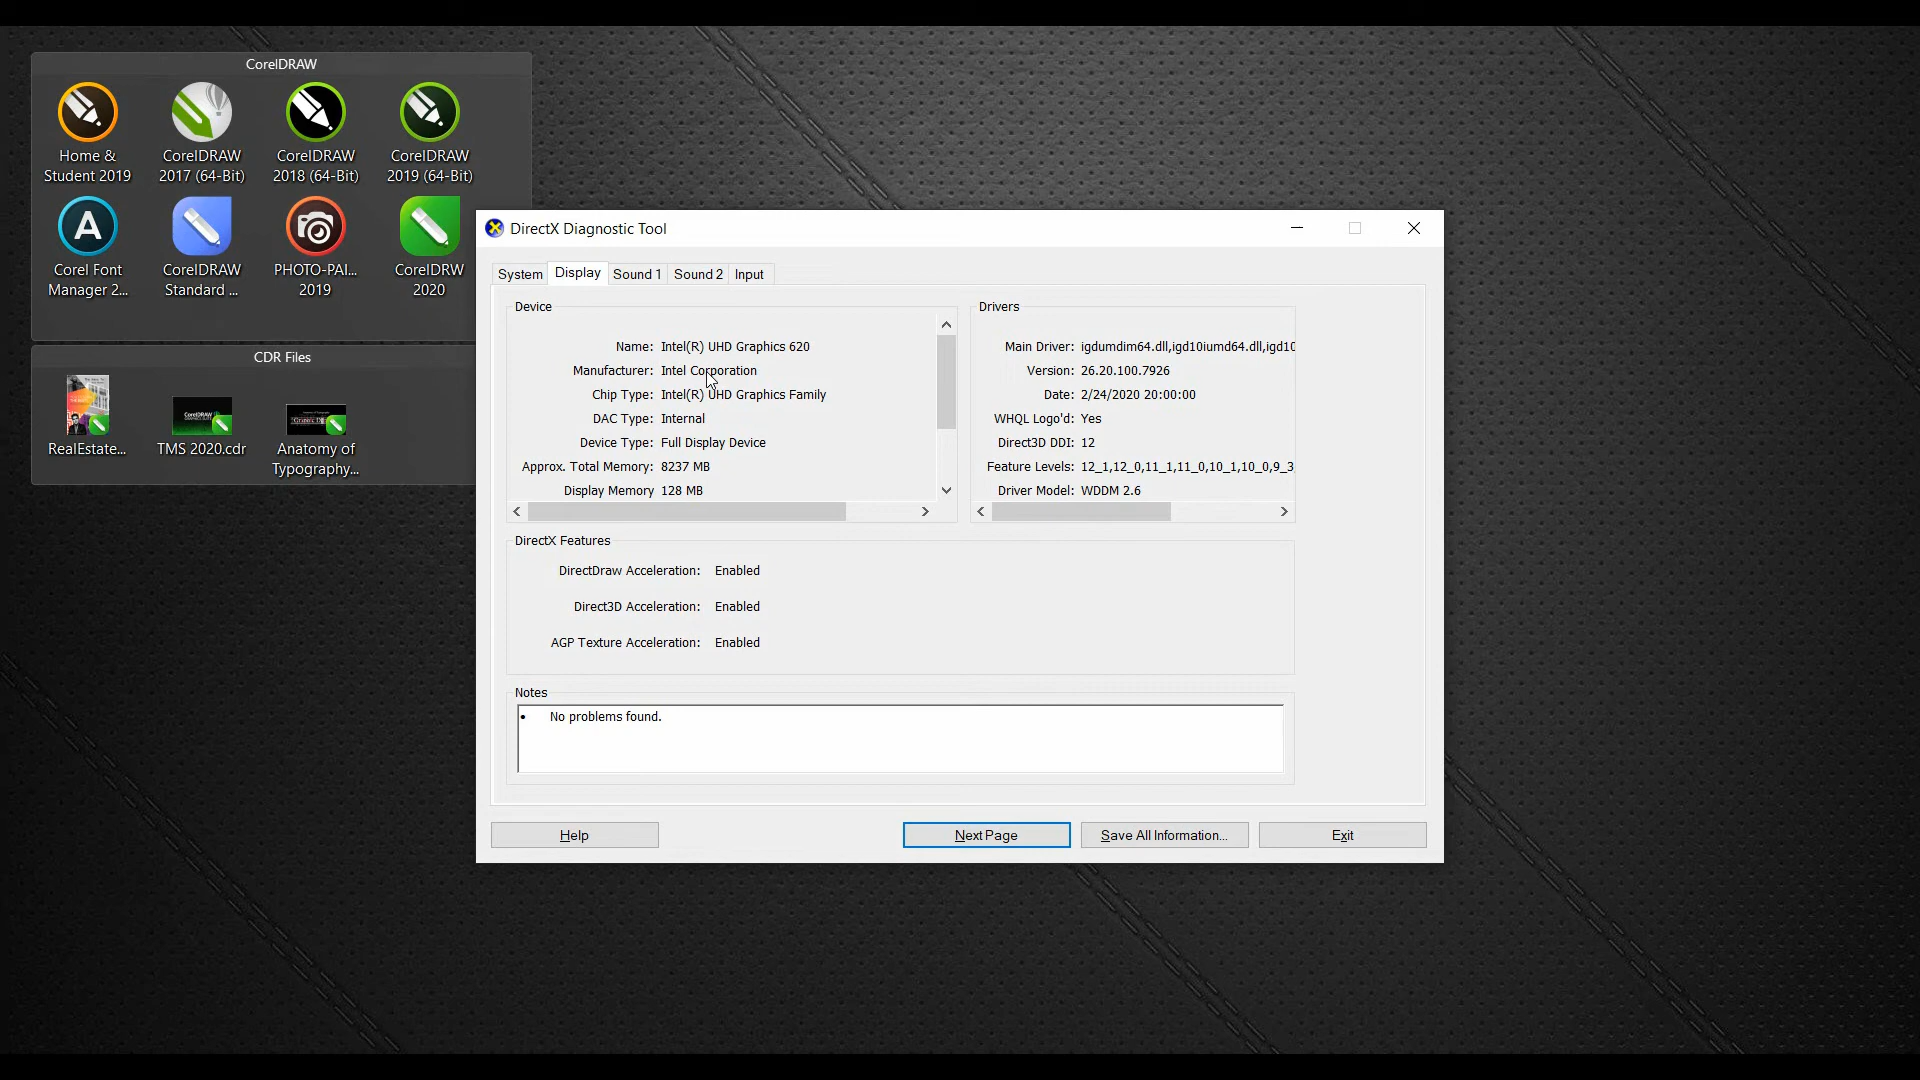 CorelDRAW
Home &
Student 2019
CorelDRAW
2017 (64-Bit)
CorelDRAW
2018 (64-Bit)
CorelDRAW
2019 (64-Bit)
Corel Font
Manager 2...
CorelDRAW
Standard ...
PHOTO-PAI...
2019
CorelDRW
2020
CDR Files
RealEstate...
TMS 2020.cdr
Anatomy of
Typography...
DirectX Diagnostic Tool
System Display Sound 1 Sound 2 Input
Device
Name: Intel(R) UHD Graphics 620
Manufacturer: Intel Corporation
Chip Type: Intel(R) UHD Graphics Family
DAC Type: Internal
Device Type: Full Display Device
Approx. Total Memory: 8237 MB
Display Memory 128 MB
Drivers
Main Driver: igdumdim64.dll,igd10iumd64.dll,igd10
Version: 26.20.100.7926
Date: 2/24/2020 20:00:00
WHQL Logo'd: Yes
Direct3D DDI: 12
Feature Levels: 12_1,12_0,11_1,11_0,10_1,10_0,9_3
Driver Model: WDDM 2.6
DirectX Features
DirectDraw Acceleration: Enabled
Direct3D Acceleration: Enabled
AGP Texture Acceleration: Enabled
Notes
• No problems found.
Help Next Page Save All Information... Exit